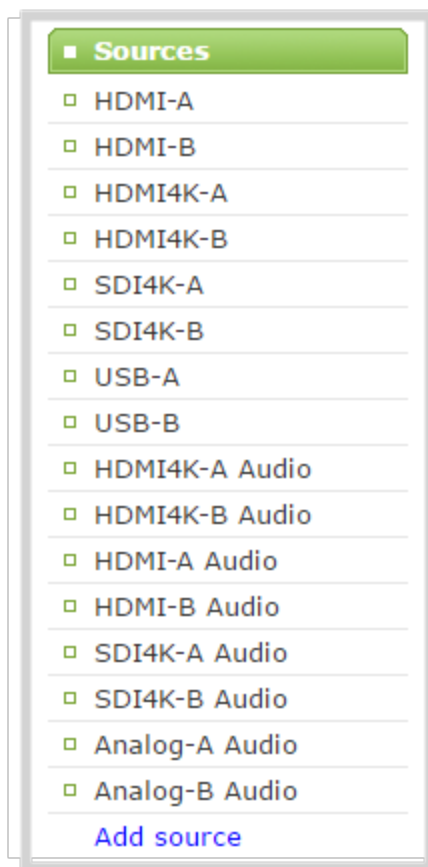 Sources
HDMI-A
HDMI-B
HDMI4K-A
HDMI4K-B
SDI4K-A
SDI4K-B
USB-A
USB-B
HDMI4K-A Audio
HDMI4K-B Audio
HDMI-A Audio
HDMI-B Audio
SDI4K-A Audio
SDI4K-B Audio
Analog-A Audio
Analog-B Audio
Add source